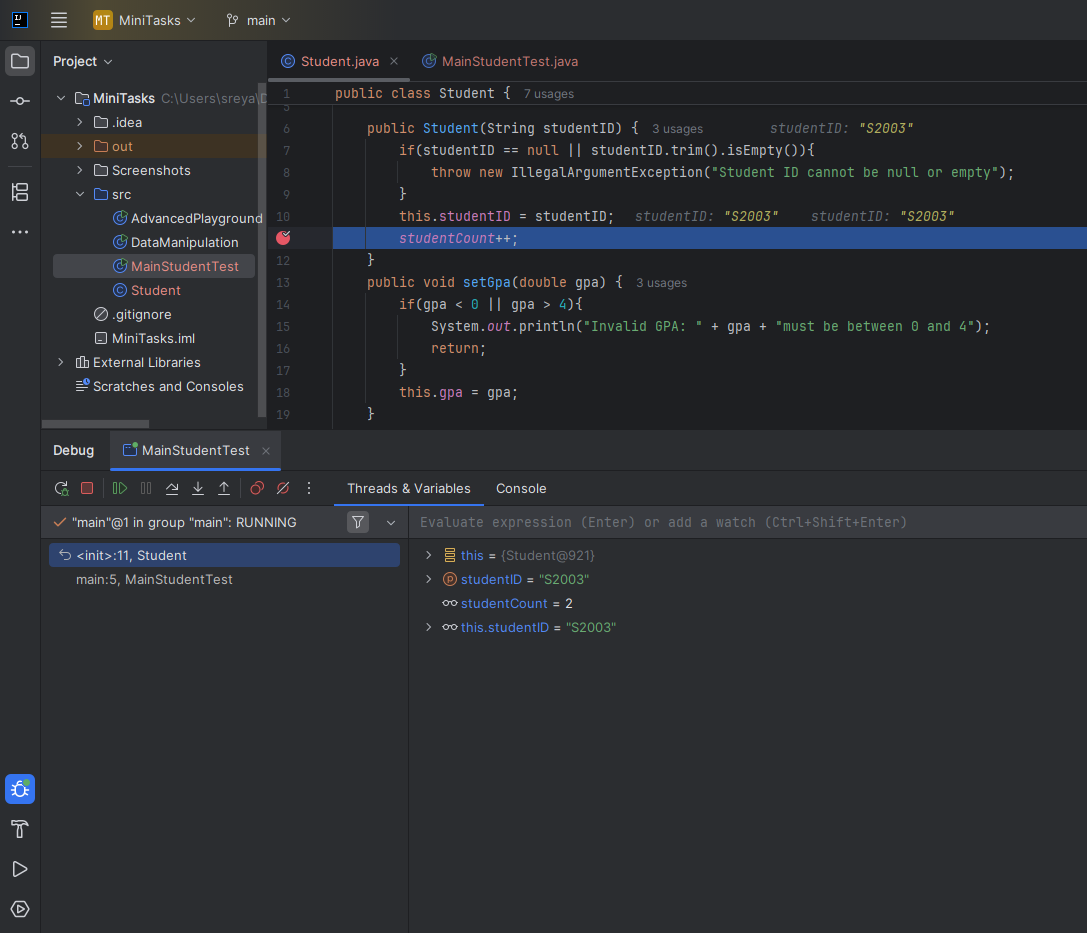 MT MiniTasks main
Project
Student.java
MainStudentTest.java
MiniTasks C:\Users\sreya\D
.idea
out
Screenshots
src
AdvancedPlayground
DataManipulation
MainStudentTest
Student
.gitignore
MiniTasks.iml
External Libraries
Scratches and Consoles
1 public class Student { 7 usages
5
6 public Student(String studentID) { 3 usages studentID: "S2003"
7 if(studentID == null || studentID.trim().isEmpty()){
8 throw new IllegalArgumentException("Student ID cannot be null or empty");
9 }
10 this.studentID = studentID; studentID: "S2003" studentID: "S2003"
studentCount++;
12 }
13 public void setGpa(double gpa) { 3 usages
14 if(gpa < 0 || gpa > 4){
15 System.out.println("Invalid GPA: " + gpa + "must be between 0 and 4");
16 return;
17 }
18 this.gpa = gpa;
19 }
Debug MainStudentTest
Threads & Variables Console
"main"@1 in group "main": RUNNING
<init>:11, Student
main:5, MainStudentTest
Evaluate expression (Enter) or add a watch (Ctrl+Shift+Enter)
this = {Student@921}
studentID = "S2003"
studentCount = 2
this.studentID = "S2003"